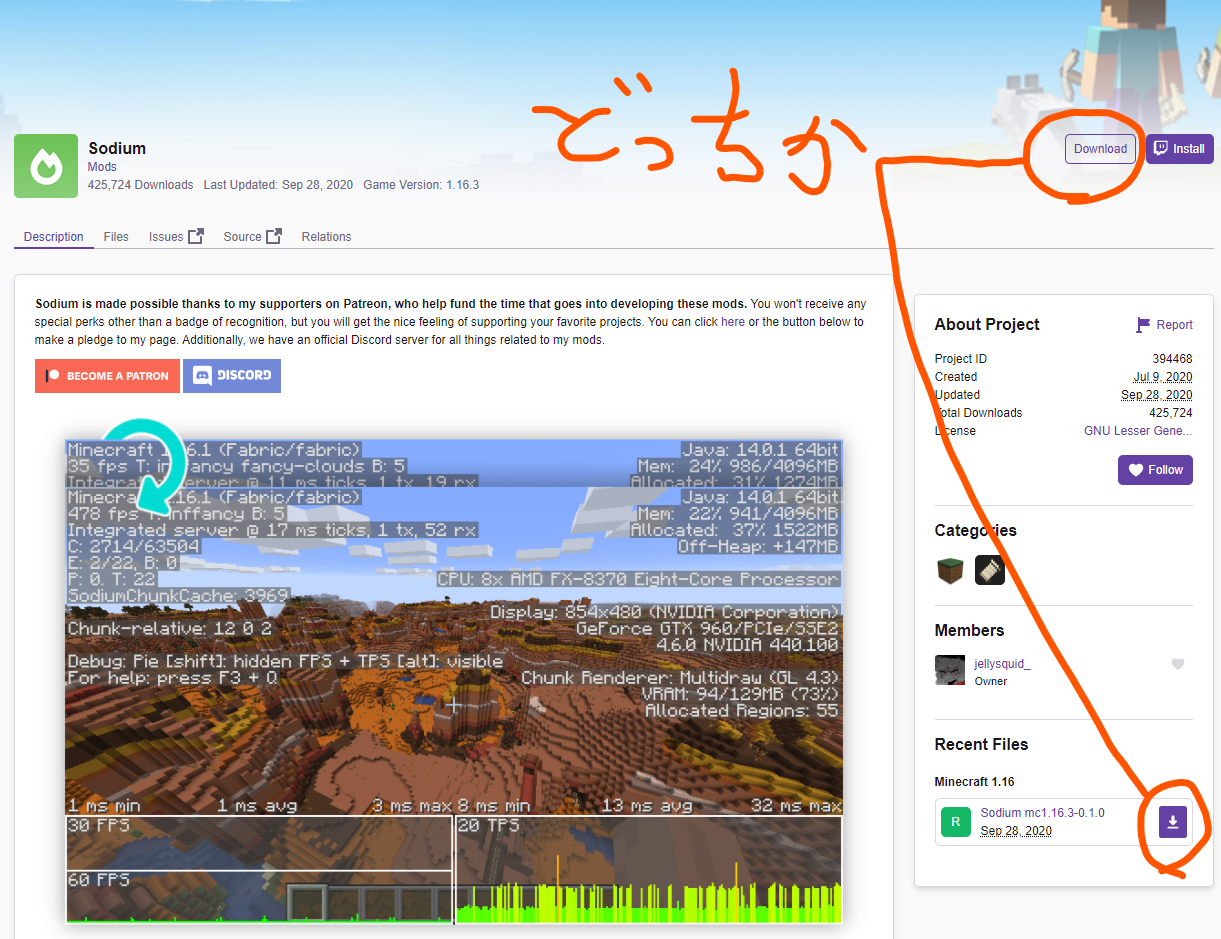 どっちか
Sodium
Mods
425,724 Downloads Last Updated: Sep 28, 2020 Game Version: 1.16.3
Download
Install
Description Files Issues Source Relations
Sodium is made possible thanks to my supporters on Patreon, who help fund the time that goes into developing these mods. You won't receive any
special perks other than a badge of recognition, but you will get the nice feeling of supporting your favorite projects. You can click here or the button below to
make a pledge to my page. Additionally, we have an official Discord server for all things related to my mods.
BECOME A PATRON
DISCORD
Minecraft 1.16.1 (Fabric/fabric)
35 fps T: inf fancy fancy-clouds B: 5
Integrated server @ 11 ms ticks, 1 tx, 19 rx
Java: 14.0.1 64bit
Mem: 24% 986/4096MB
Allocated: 31% 1274MB
Minecraft 1.16.1 (Fabric/fabric)
478 fps T: inffancy B: 5
Integrated server @ 17 ms ticks, 1 tx, 52 rx
C: 2714/63504
E: 2/22, B: 0
P: 0. T: 22
SodiumChunkCache: 3969
Chunk-relative: 12 0 2
Debug: Pie [shift]: hidden FPS + TPS [alt]: visible
For help: press F3 + Q
Java: 14.0.1 64bit
Mem: 22% 941/4096MB
Allocated: 37% 1522MB
Off-Heap: +147MB
CPU: 8x AMD FX-8370 Eight-Core Processor
Display: 854x480 (NVIDIA Corporation)
GeForce GTX 960/PCIe/SSE2
4.6.0 NVIDIA 440.100
Chunk Renderer: Multidraw (GL 4.3)
VRAM: 94/129MB (73%)
Allocated Regions: 55
1 ms min 1 ms avg 3 ms max 8 ms min 13 ms avg 32 ms max
30 FPS
20 TPS
60 FPS
About Project
Report
Project ID 394468
Created Jul 9, 2020
Updated Sep 28, 2020
Total Downloads 425,724
License GNU Lesser Gene...
Follow
Categories
Members
jellysquid_
Owner
Recent Files
Minecraft 1.16
R
Sodium mc1.16.3-0.1.0
Sep 28, 2020